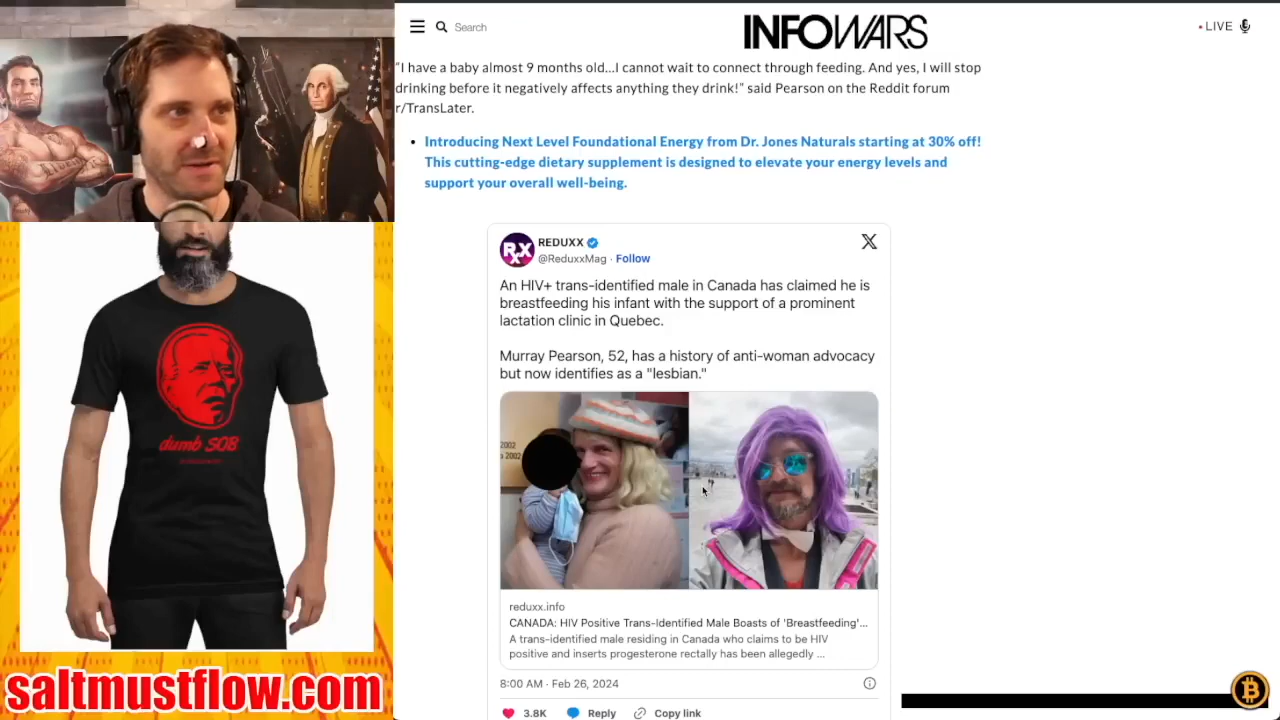 Search
INFOWARS
LIVE
"I have a baby almost 9 months old...I cannot wait to connect through feeding. And yes, I will stop
drinking before it negatively affects anything they drink!" said Pearson on the Reddit forum
r/TransLater.
Introducing Next Level Foundational Energy from Dr. Jones Naturals starting at 30% off!
This cutting-edge dietary supplement is designed to elevate your energy levels and
support your overall well-being.
REDUXX
@ReduxxMag · Follow
An HIV+ trans-identified male in Canada has claimed he is
breastfeeding his infant with the support of a prominent
lactation clinic in Quebec.
Murray Pearson, 52, has a history of anti-woman advocacy
but now identifies as a "lesbian."
2002
2002
reduxx.info
CANADA: HIV Positive Trans-Identified Male Boasts of 'Breastfeeding'...
A trans-identified male residing in Canada who claims to be HIV
positive and inserts progesterone rectally has been allegedly ...
8:00 AM · Feb 26, 2024
3.8K Reply Copy link
dumb SOB
saltmustflow.com